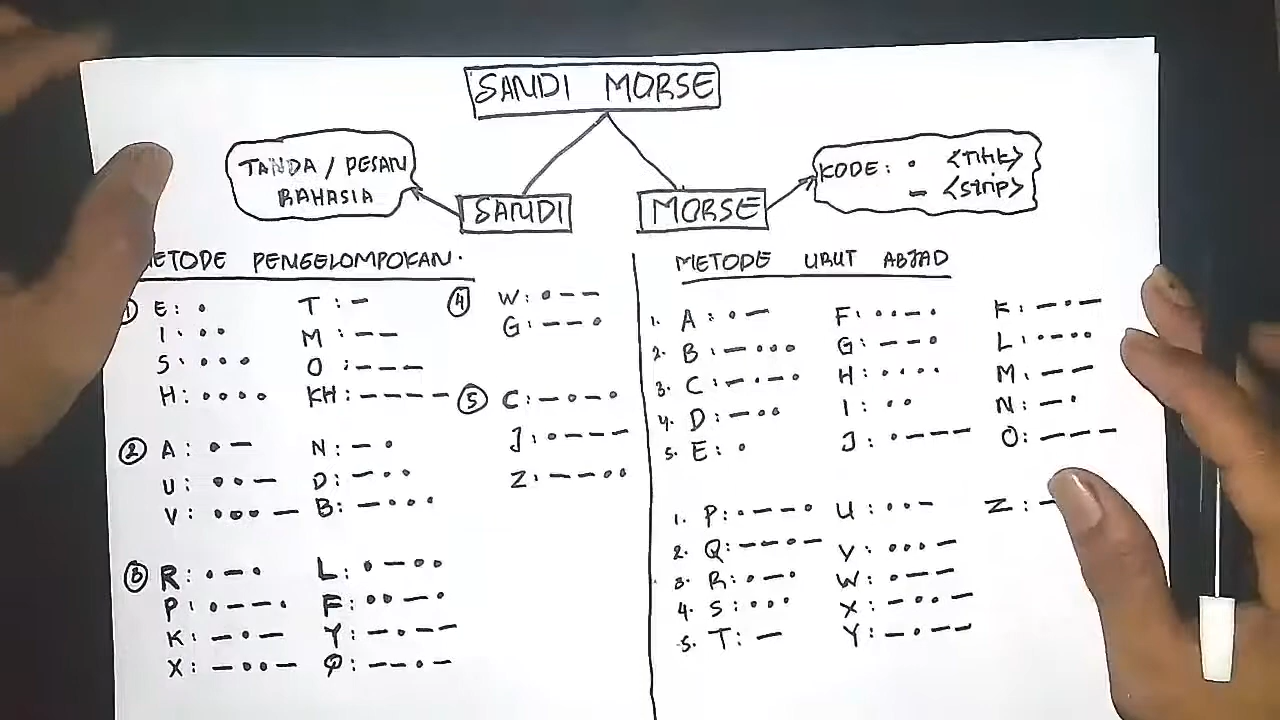 SANDI MORSE
TANDA / PESAN
RAHASIA
KODE: • <titik>
– <strip>
SANDI
MORSE
METODE PENGELOMPOKAN.
① E: •
T: –
I: ••
M: ––
S: •••
O: –––
H: ••••
KH: ––––
② A: •–
N: –•
U: ••–
D: –••
V: •••–
B: –•••
③ R: •–•
L: •–••
P: •––•
F: ••–•
K: –•–
Y: –•––
X: –••–
Q: ––•–
④ W: •––
G: ––•
⑤ C: –•–•
J: •–––
Z: ––••
METODE URUT ABJAD
1. A: •–
F: ••–•
K: –•–
2. B: –•••
G: ––•
L: •–••
3. C: –•–•
H: ••••
M: ––
4. D: –••
I: ••
N: –•
5. E: •
J: •–––
O: –––
1. P: •––•
U: ••–
Z: –
2. Q: ––•–
V: •••–
3. R: •–•
W: •––
4. S: •••
X: –••–
5. T: –
Y: –•––